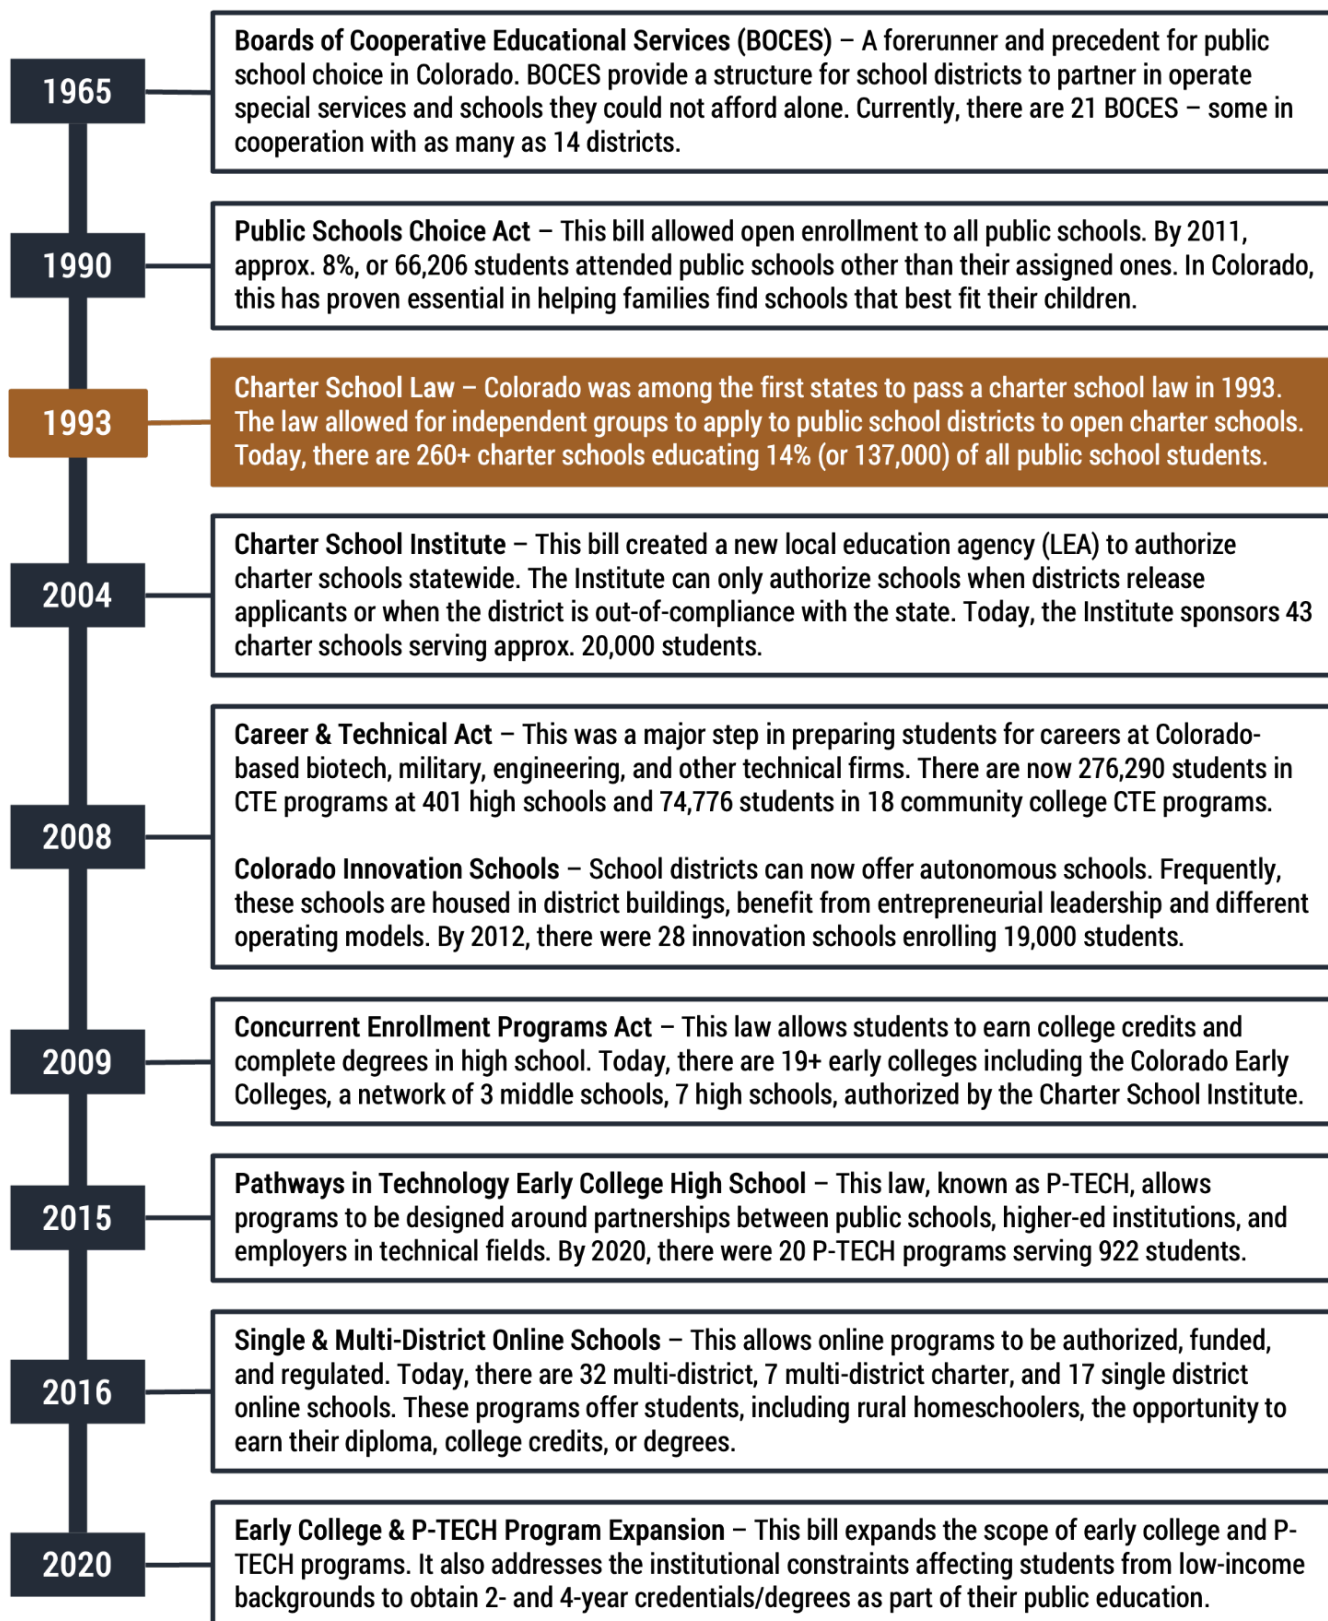 1965
Boards of Cooperative Educational Services (BOCES) – A forerunner and precedent for public
school choice in Colorado. BOCES provide a structure for school districts to partner in operate
special services and schools they could not afford alone. Currently, there are 21 BOCES – some in
cooperation with as many as 14 districts.
1990
Public Schools Choice Act – This bill allowed open enrollment to all public schools. By 2011,
approx. 8%, or 66,206 students attended public schools other than their assigned ones. In Colorado,
this has proven essential in helping families find schools that best fit their children.
1993
Charter School Law – Colorado was among the first states to pass a charter school law in 1993.
The law allowed for independent groups to apply to public school districts to open charter schools.
Today, there are 260+ charter schools educating 14% (or 137,000) of all public school students.
2004
Charter School Institute – This bill created a new local education agency (LEA) to authorize
charter schools statewide. The Institute can only authorize schools when districts release
applicants or when the district is out-of-compliance with the state. Today, the Institute sponsors 43
charter schools serving approx. 20,000 students.
2008
Career & Technical Act – This was a major step in preparing students for careers at Colorado-
based biotech, military, engineering, and other technical firms. There are now 276,290 students in
CTE programs at 401 high schools and 74,776 students in 18 community college CTE programs.
Colorado Innovation Schools – School districts can now offer autonomous schools. Frequently,
these schools are housed in district buildings, benefit from entrepreneurial leadership and different
operating models. By 2012, there were 28 innovation schools enrolling 19,000 students.
2009
Concurrent Enrollment Programs Act – This law allows students to earn college credits and
complete degrees in high school. Today, there are 19+ early colleges including the Colorado Early
Colleges, a network of 3 middle schools, 7 high schools, authorized by the Charter School Institute.
2015
Pathways in Technology Early College High School – This law, known as P-TECH, allows
programs to be designed around partnerships between public schools, higher-ed institutions, and
employers in technical fields. By 2020, there were 20 P-TECH programs serving 922 students.
2016
Single & Multi-District Online Schools – This allows online programs to be authorized, funded,
and regulated. Today, there are 32 multi-district, 7 multi-district charter, and 17 single district
online schools. These programs offer students, including rural homeschoolers, the opportunity to
earn their diploma, college credits, or degrees.
2020
Early College & P-TECH Program Expansion – This bill expands the scope of early college and P-
TECH programs. It also addresses the institutional constraints affecting students from low-income
backgrounds to obtain 2- and 4-year credentials/degrees as part of their public education.